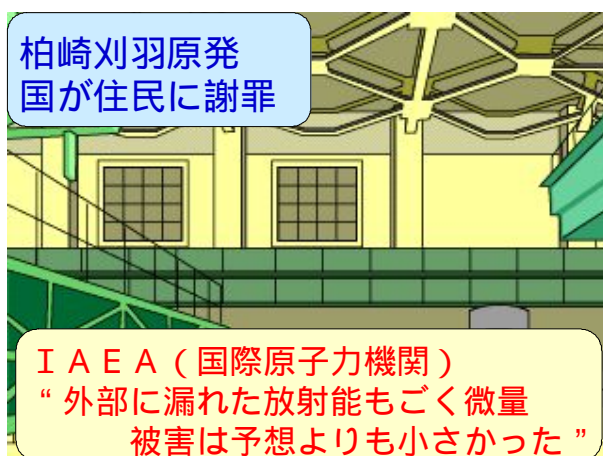 柏崎刈羽原発
国が住民に謝罪
ＩＡＥＡ（国際原子力機関）
“外部に漏れた放射能もごく微量
被害は予想よりも小さかった”